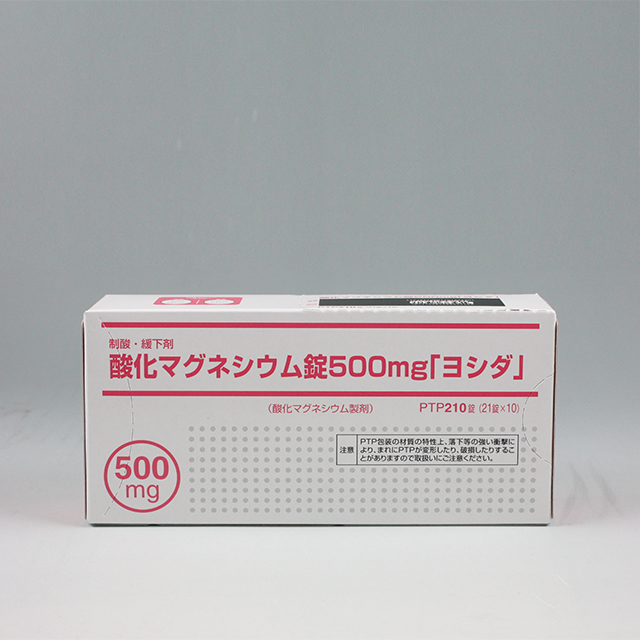 制酸・緩下剤
酸化マグネシウム錠500mg「ヨシダ」
(酸化マグネシウム製剤)
PTP210錠 (21錠×10)
注意
PTP包装の材質の特性上、落下等の強い衝撃に
より、まれにPTPが変形したり、破損したりするこ
とがありますので取扱いにご注意ください。
500
mg